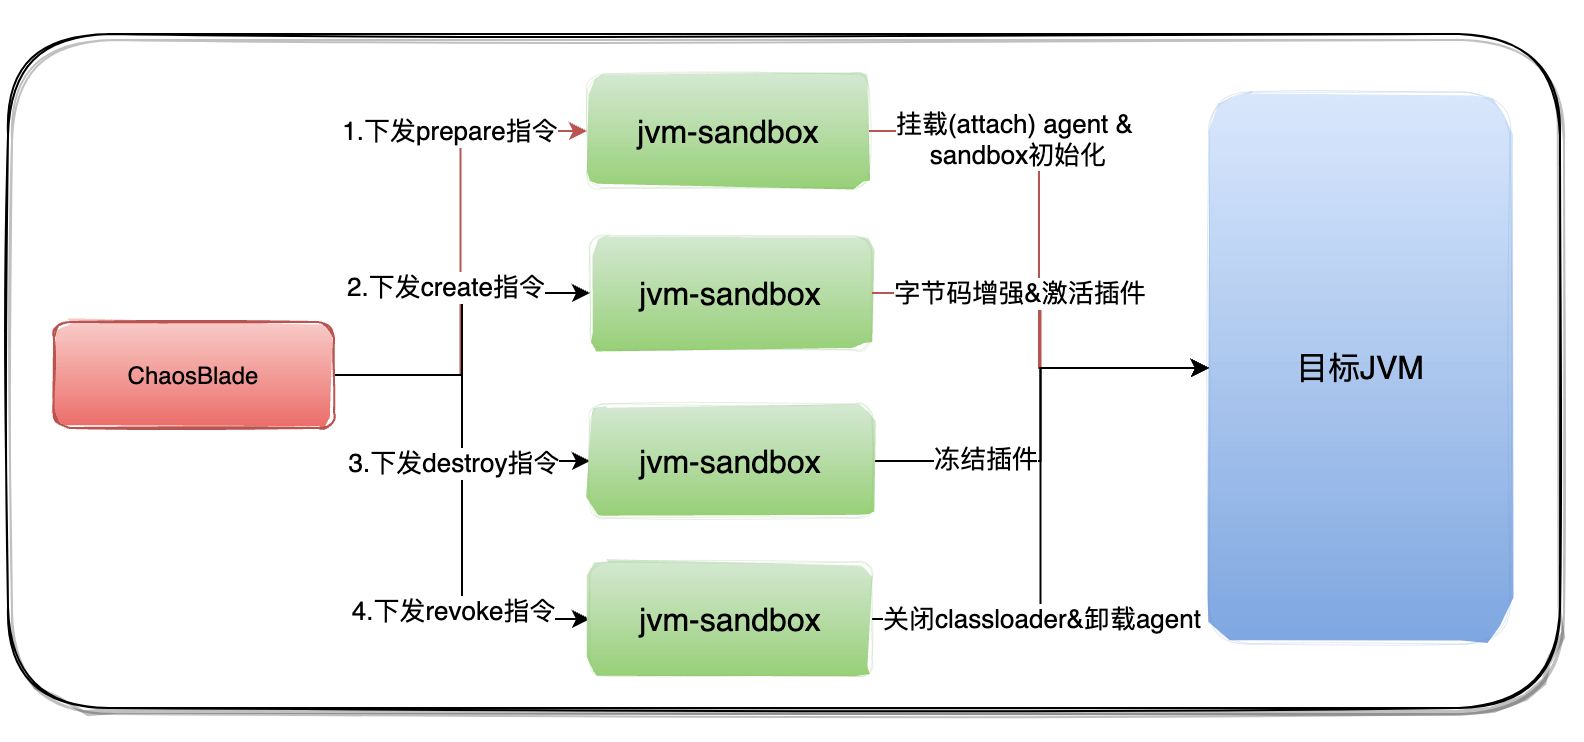 1.下发prepare指令
jvm-sandbox
挂载(attach) agent &
sandbox初始化
2.下发create指令
jvm-sandbox
字节码增强&激活插件
ChaosBlade
目标JVM
3.下发destroy指令
jvm-sandbox
冻结插件
4.下发revoke指令
jvm-sandbox
关闭classloader&卸载agent